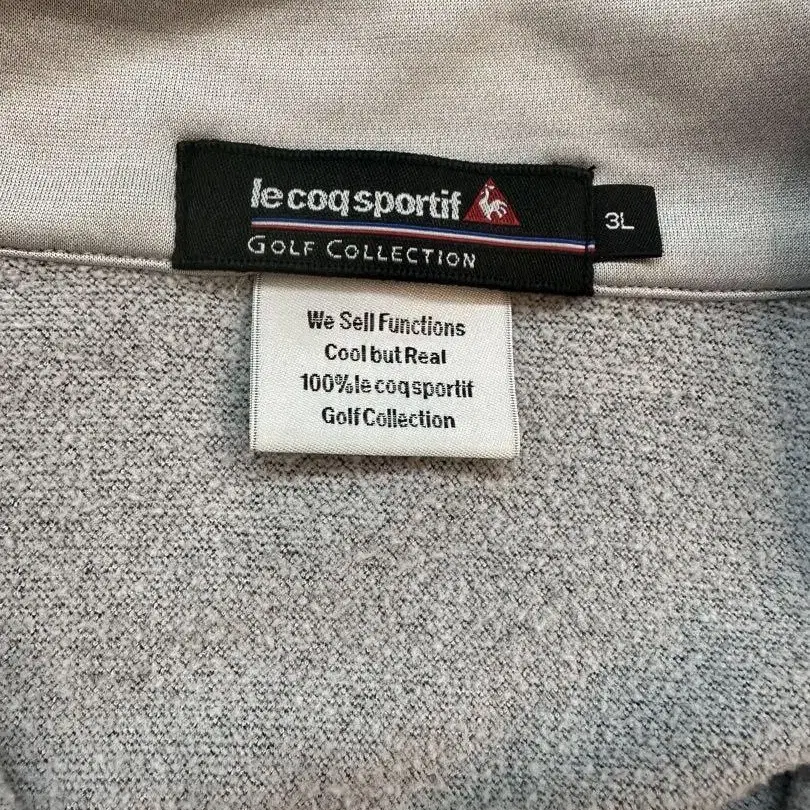 le coq sportif
GOLF COLLECTION
3L
We Sell Functions
Cool but Real
100% le coq sportif
Golf Collection